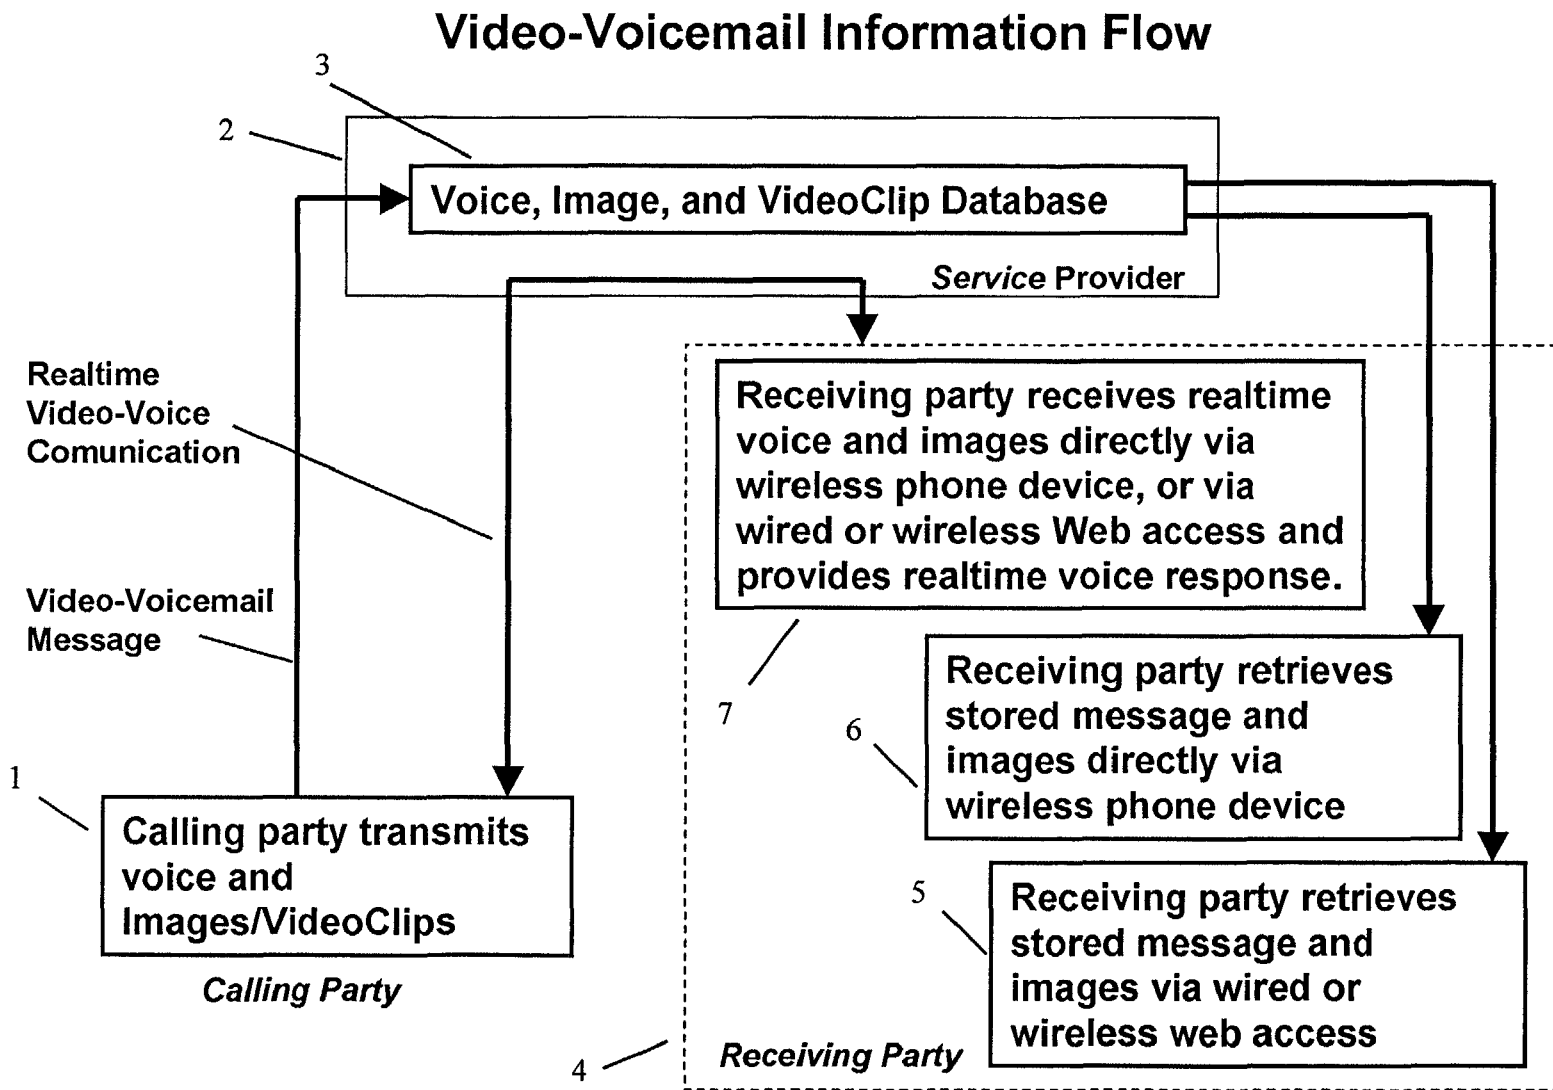 Video-Voicemail Information Flow
3
2
Voice, Image, and VideoClip Database
Service Provider
Realtime
Video-Voice
Comunication
Receiving party receives realtime
voice and images directly via
wireless phone device, or via
wired or wireless Web access and
provides realtime voice response.
Video-Voicemail
Message
7
Receiving party retrieves
stored message and
images directly via
wireless phone device
6
1
Calling party transmits
voice and
Images/VideoClips
Calling Party
5
Receiving party retrieves
stored message and
images via wired or
wireless web access
4
Receiving Party